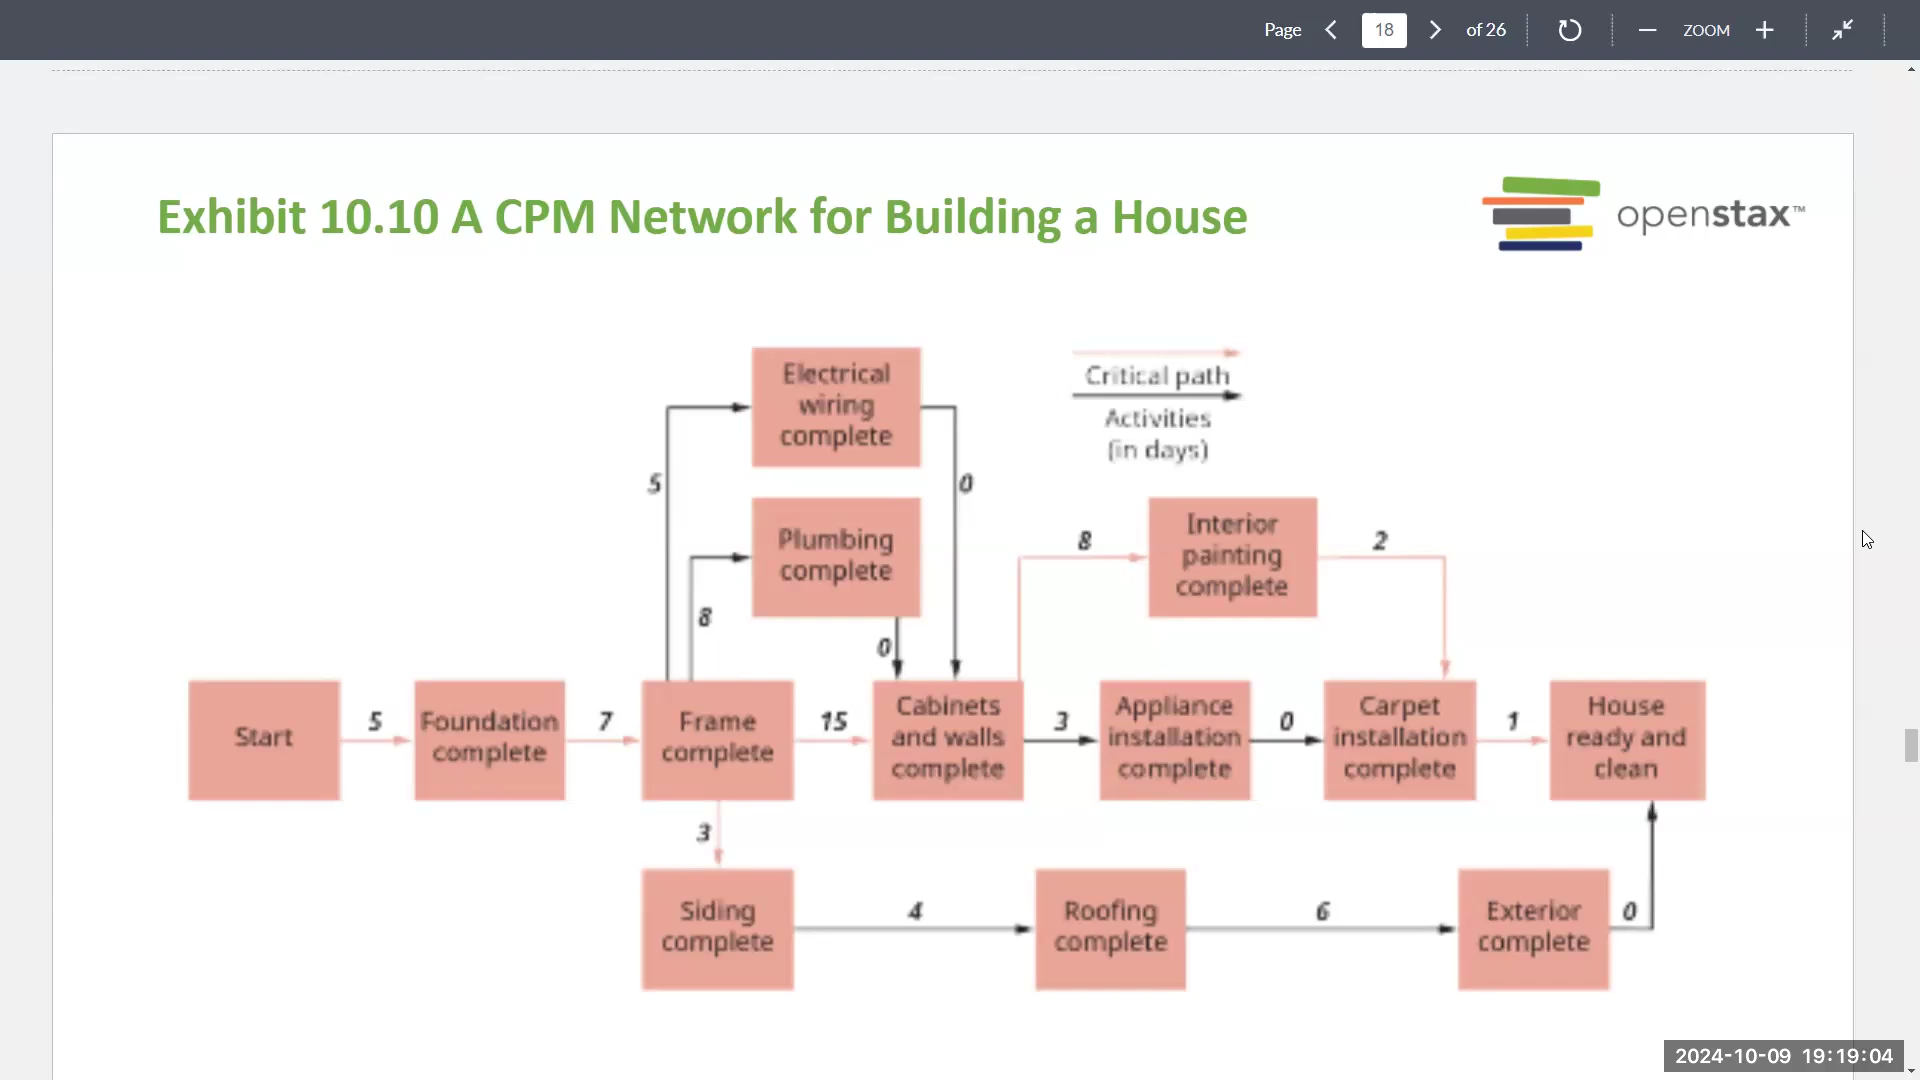 Page
18
of 26
ZOOM
Exhibit 10.10 A CPM Network for Building a House
openstax™
Electrical
wiring
complete
Critical path
Activities
(in days)
5
0
Plumbing
complete
8
0
8
Interior
painting
complete
2
Start
5
Foundation
complete
7
Frame
complete
15
Cabinets
and walls
complete
3
Appliance
installation
complete
0
Carpet
installation
complete
1
House
ready and
clean
3
Siding
complete
4
Roofing
complete
6
Exterior
complete
0
2024-10-09 19:19:04